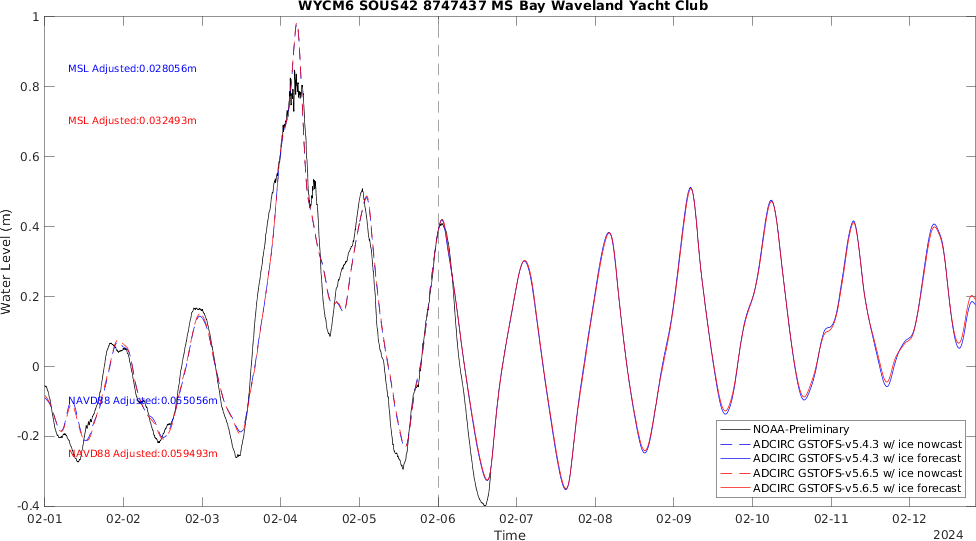 WYCM6 SOUS42 8747437 MS Bay Waveland Yacht Club
1
0.8
0.6
0.4
0.2
0
-0.2
-0.4
Water Level (m)
MSL Adjusted:0.028056m
MSL Adjusted:0.032493m
NAVD88 Adjusted:0.055056m
NAVD88 Adjusted:0.059493m
NOAA-Preliminary
ADCIRC GSTOFS-v5.4.3 w/ ice nowcast
ADCIRC GSTOFS-v5.4.3 w/ ice forecast
ADCIRC GSTOFS-v5.6.5 w/ ice nowcast
ADCIRC GSTOFS-v5.6.5 w/ ice forecast
02-01 02-02 02-03 02-04 02-05 02-06 02-07 02-08 02-09 02-10 02-11 02-12
Time
2024